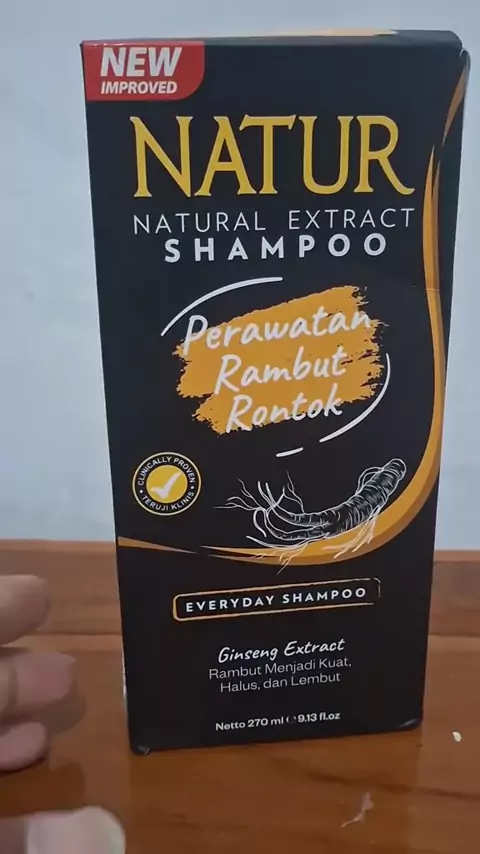 NEW
IMPROVED
NATUR
NATURAL EXTRACT
SHAMPOO
Perawatan
Rambut
Rontok
CLINICALLY PROVEN
TERUJI KLINIS
EVERYDAY SHAMPOO
Ginseng Extract
Rambut Menjadi Kuat,
Halus, dan Lembut
Netto 270 ml ℮ 9.13 fl.oz